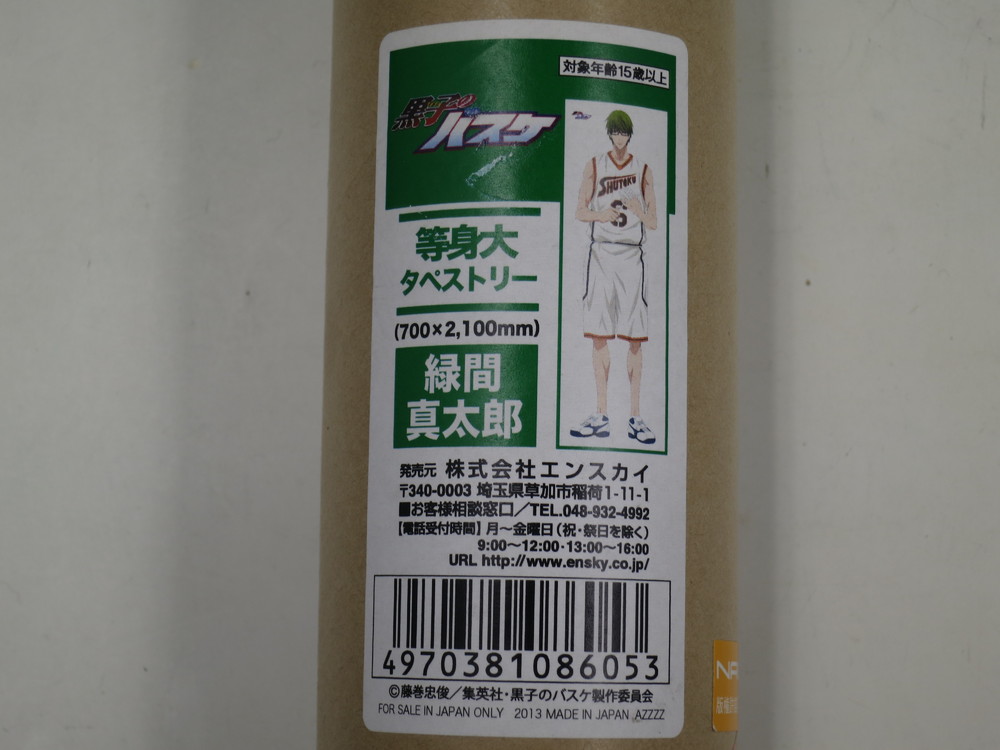 対象年齢15歳以上
黒子の
バスケ
SHUTOKU
6
等身大
タペストリー
(700×2,100mm)
緑間
真太郎
発売元 株式会社エンスカイ
〒340-0003 埼玉県草加市稲荷1-11-1
■お客様相談窓口／TEL.048-932-4992
【電話受付時間】月～金曜日（祝・祭日を除く）
9:00～12:00・13:00～16:00
URL http://www.ensky.co.jp/
4970381086053
©藤巻忠俊／集英社・黒子のバスケ製作委員会
FOR SALE IN JAPAN ONLY 2013 MADE IN JAPAN AZZZZ
版権許